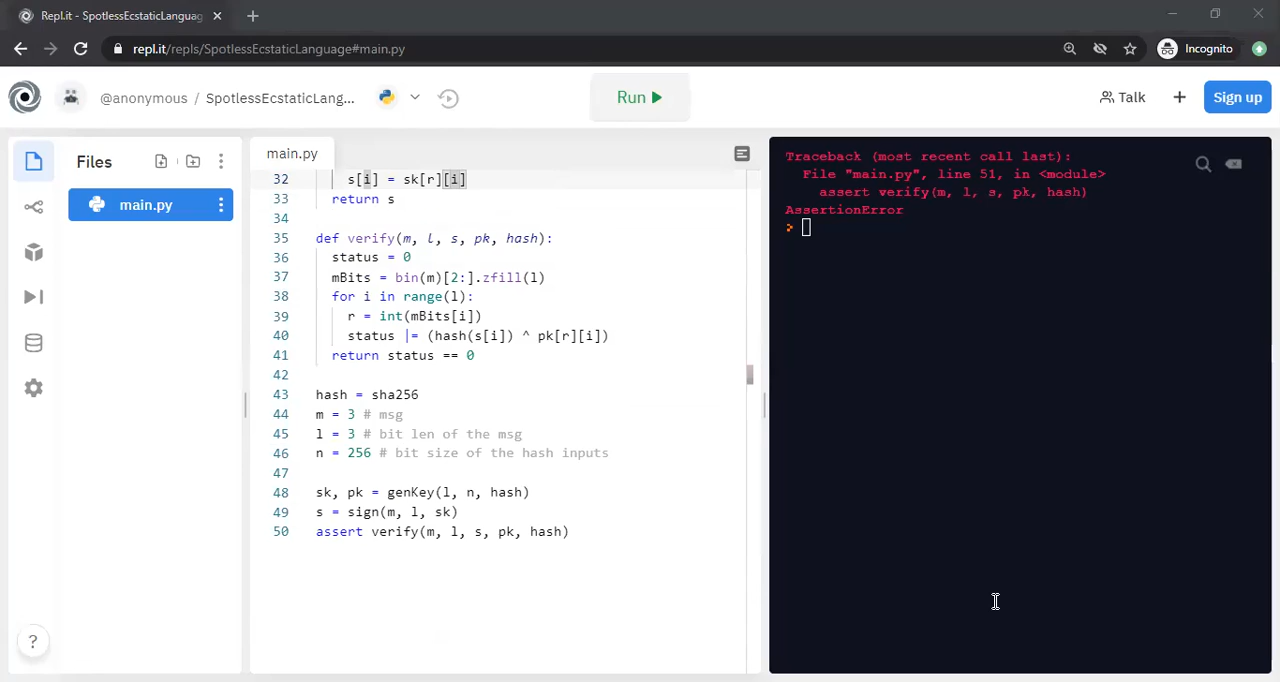 Repl.it - SpotlessEcstaticLanguag
repl.it/repls/SpotlessEcstaticLanguage#main.py
Incognito
@anonymous / SpotlessEcstaticLang...
Run
Talk
Sign up
Files
main.py
main.py
32 s[i] = sk[r][i]
33 return s
34
35 def verify(m, l, s, pk, hash):
36 status = 0
37 mBits = bin(m)[2:].zfill(l)
38 for i in range(l):
39 r = int(mBits[i])
40 status |= (hash(s[i]) ^ pk[r][i])
41 return status == 0
42
43 hash = sha256
44 m = 3 # msg
45 l = 3 # bit len of the msg
46 n = 256 # bit size of the hash inputs
47
48 sk, pk = genKey(l, n, hash)
49 s = sign(m, l, sk)
50 assert verify(m, l, s, pk, hash)
Traceback (most recent call last):
File "main.py", line 51, in <module>
assert verify(m, l, s, pk, hash)
AssertionError
>
?